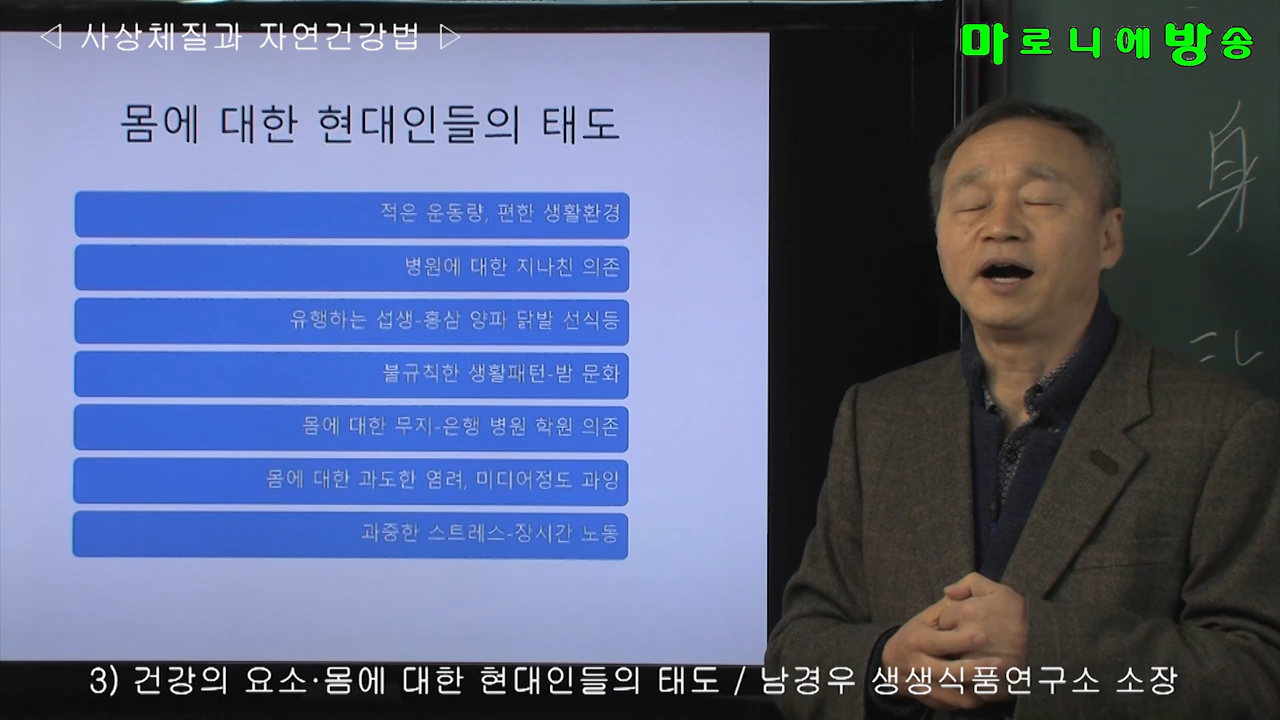 ◁ 사상체질과 자연건강법 ▷
마로니에방송
몸에 대한 현대인들의 태도
적은 운동량, 편한 생활환경
병원에 대한 지나친 의존
유행하는 섭생-홍삼 양파 닭발 선식등
불규칙한 생활패턴-밤 문화
몸에 대한 무지-은행 병원 학원 의존
몸에 대한 과도한 염려, 미디어정도 과잉
과중한 스트레스-장시간 노동
身
3) 건강의 요소·몸에 대한 현대인들의 태도 / 남경우 생생식품연구소 소장